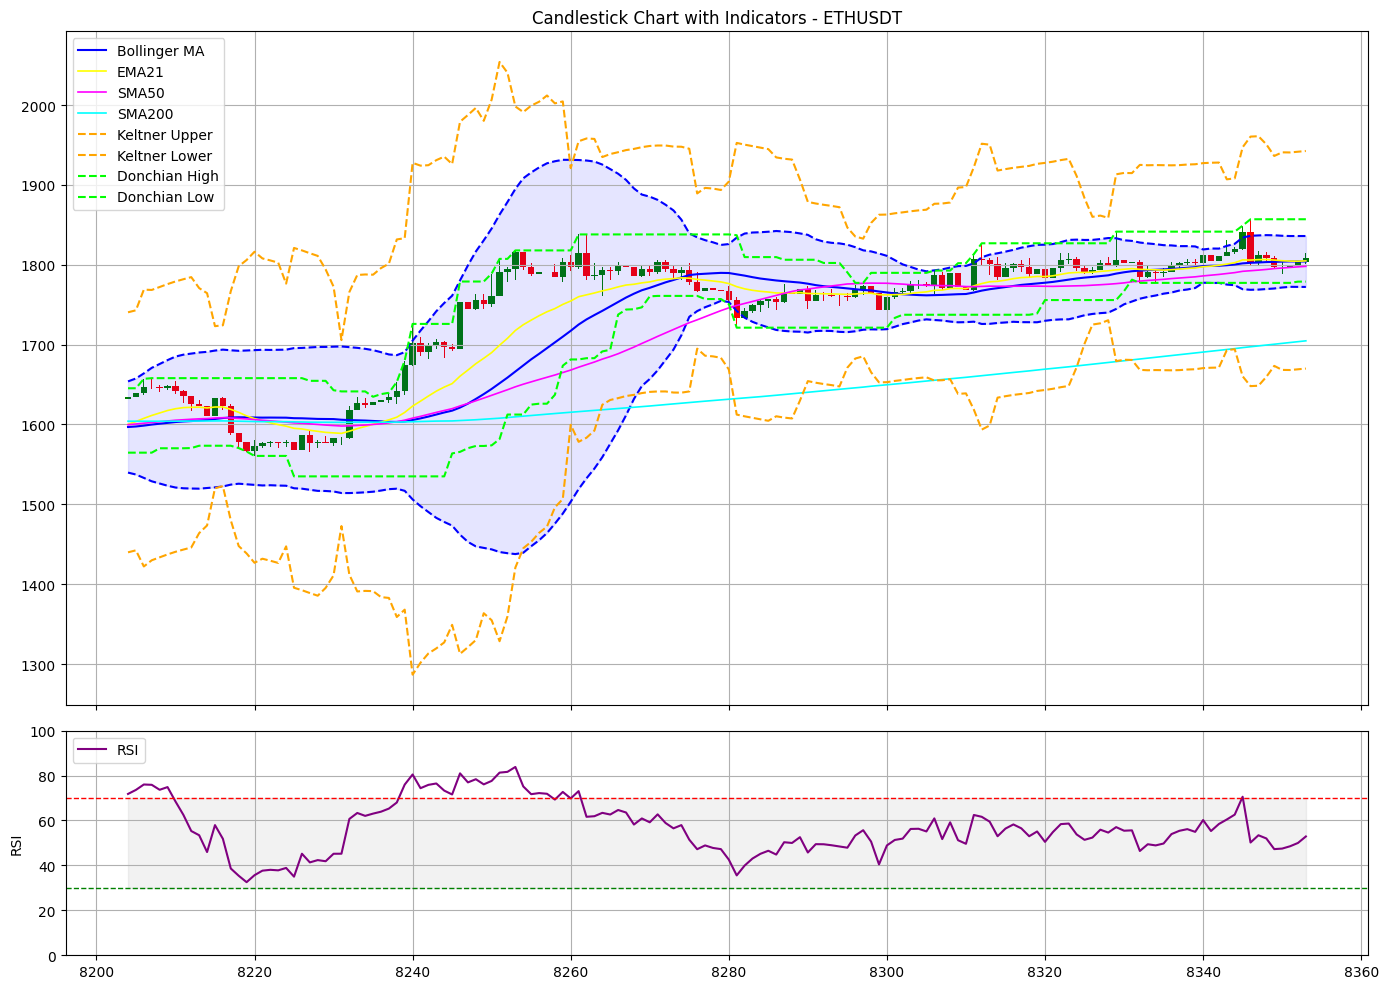 Candlestick Chart with Indicators - ETHUSDT
Bollinger MA
EMA21
SMA50
SMA200
Keltner Upper
Keltner Lower
Donchian High
Donchian Low
2000
1900
1800
1700
1600
1500
1400
1300
RSI
100
80
60
40
20
0
RSI
8200 8220 8240 8260 8280 8300 8320 8340 8360